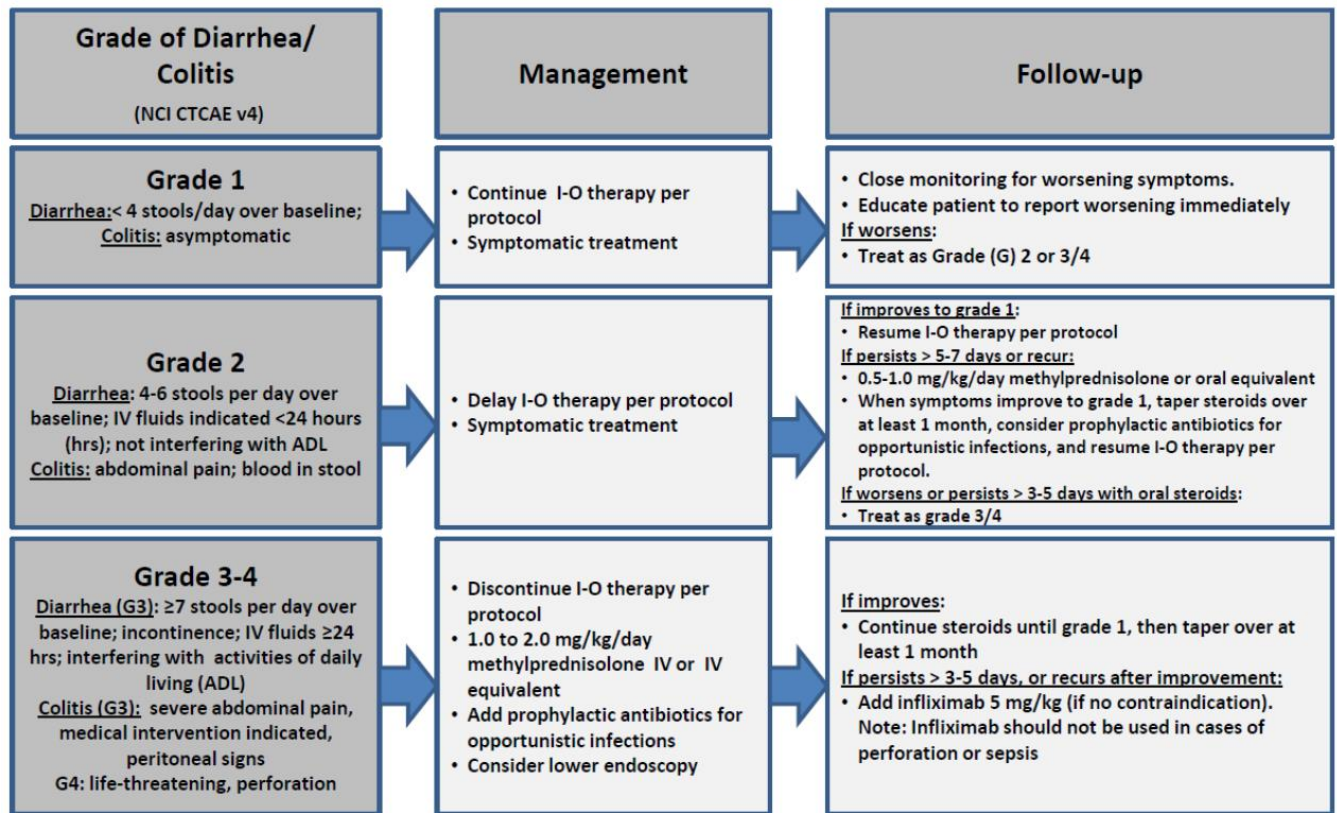 Grade of Diarrhea/
Colitis
(NCI CTCAE v4)
Management
Follow-up
Grade 1
Diarrhea:< 4 stools/day over baseline;
Colitis: asymptomatic
• Continue I-O therapy per
protocol
• Symptomatic treatment
• Close monitoring for worsening symptoms.
• Educate patient to report worsening immediately
If worsens:
• Treat as Grade (G) 2 or 3/4
Grade 2
Diarrhea: 4-6 stools per day over
baseline; IV fluids indicated <24 hours
(hrs); not interfering with ADL
Colitis: abdominal pain; blood in stool
• Delay I-O therapy per protocol
• Symptomatic treatment
If improves to grade 1:
• Resume I-O therapy per protocol
If persists > 5-7 days or recur:
• 0.5-1.0 mg/kg/day methylprednisolone or oral equivalent
• When symptoms improve to grade 1, taper steroids over
at least 1 month, consider prophylactic antibiotics for
opportunistic infections, and resume I-O therapy per
protocol.
If worsens or persists > 3-5 days with oral steroids:
• Treat as grade 3/4
Grade 3-4
Diarrhea (G3): ≥7 stools per day over
baseline; incontinence; IV fluids ≥24
hrs; interfering with activities of daily
living (ADL)
Colitis (G3): severe abdominal pain,
medical intervention indicated,
peritoneal signs
G4: life-threatening, perforation
• Discontinue I-O therapy per
protocol
• 1.0 to 2.0 mg/kg/day
methylprednisolone IV or IV
equivalent
• Add prophylactic antibiotics for
opportunistic infections
• Consider lower endoscopy
If improves:
• Continue steroids until grade 1, then taper over at
least 1 month
If persists > 3-5 days, or recurs after improvement:
• Add infliximab 5 mg/kg (if no contraindication).
Note: Infliximab should not be used in cases of
perforation or sepsis